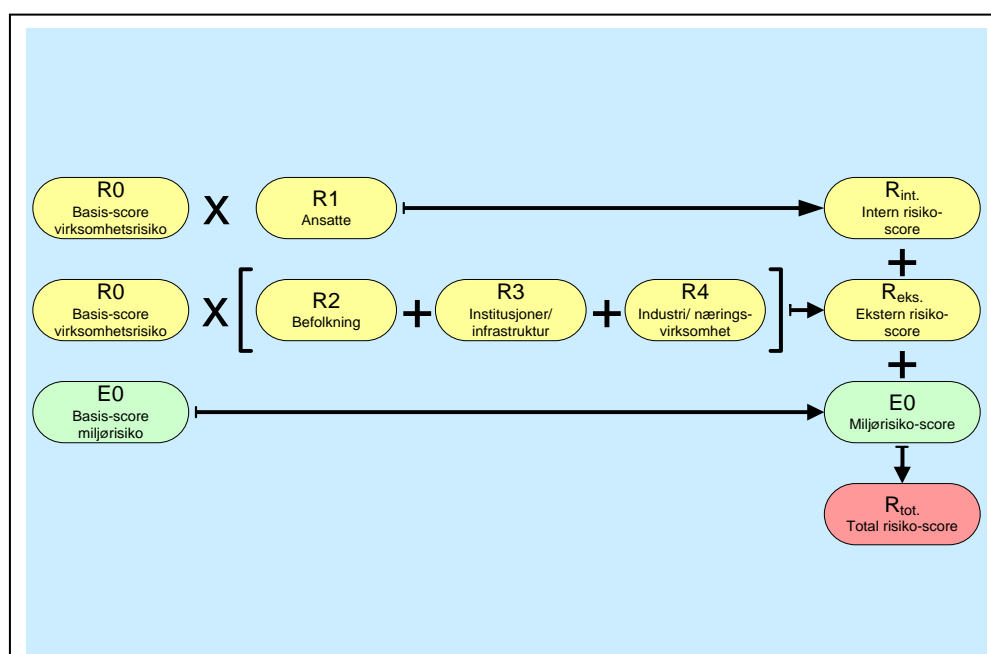 R0
Basis-score
virksomhetsrisiko
X
R1
Ansatte
Rint.
Intern risiko-
score
+
R0
Basis-score
virksomhetsrisiko
X
[
R2
Befolkning
+
R3
Institusjoner/
infrastruktur
+
R4
Industri/ nærings-
virksomhet
]
Reks.
Ekstern risiko-
score
+
E0
Basis-score
miljørisiko
E0
Miljørisiko-score
Rtot.
Total risiko-score